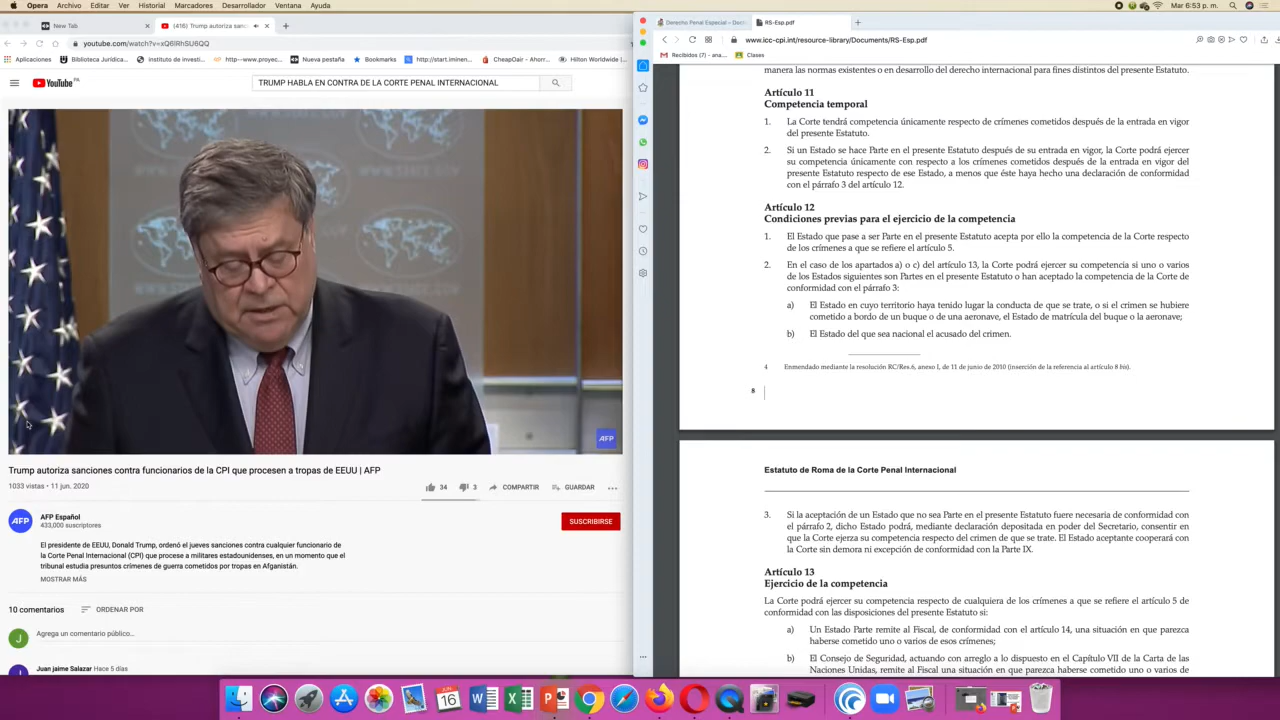 Opera Archivo Editar Ver Historial Marcadores Desarrollador Ventana Ayuda
Mar 6:53 p. m.
New Tab
(416) Trump autoriza sanc
youtube.com/watch?v=xQ6lRhSU6QQ
Aplicaciones
Biblioteca Jurídica...
instituto de investi...
http--www.proyec...
Nueva pestaña
Bookmarks
http://start.iminen...
CheapOair - Ahorr...
Hilton Worldwide |...
YouTube PA
TRUMP HABLA EN CONTRA DE LA CORTE PENAL INTERNACIONAL
AFP
Trump autoriza sanciones contra funcionarios de la CPI que procesen a tropas de EEUU | AFP
1033 vistas • 11 jun. 2020
34
3
COMPARTIR
GUARDAR
AFP
AFP Español
433,000 suscriptores
SUSCRIBIRSE
El presidente de EEUU, Donald Trump, ordenó el jueves sanciones contra cualquier funcionario de
la Corte Penal Internacional (CPI) que procese a militares estadounidenses, en un momento que el
tribunal estudia presuntos crímenes de guerra cometidos por tropas en Afganistán.
MOSTRAR MÁS
10 comentarios
ORDENAR POR
J
Agrega un comentario público...
J
Juan jaime Salazar Hace 5 días
Derecho Penal Especial – Decl
RS-Esp.pdf
www.icc-cpi.int/resource-library/Documents/RS-Esp.pdf
Recibidos (7) - ana....
Clases
manera las normas existentes o en desarrollo del derecho internacional para fines distintos del presente Estatuto.
Artículo 11
Competencia temporal
1. La Corte tendrá competencia únicamente respecto de crímenes cometidos después de la entrada en vigor
del presente Estatuto.
2. Si un Estado se hace Parte en el presente Estatuto después de su entrada en vigor, la Corte podrá ejercer
su competencia únicamente con respecto a los crímenes cometidos después de la entrada en vigor del
presente Estatuto respecto de ese Estado, a menos que éste haya hecho una declaración de conformidad
con el párrafo 3 del artículo 12.
Artículo 12
Condiciones previas para el ejercicio de la competencia
1. El Estado que pase a ser Parte en el presente Estatuto acepta por ello la competencia de la Corte respecto
de los crímenes a que se refiere el artículo 5.
2. En el caso de los apartados a) o c) del artículo 13, la Corte podrá ejercer su competencia si uno o varios
de los Estados siguientes son Partes en el presente Estatuto o han aceptado la competencia de la Corte de
conformidad con el párrafo 3:
a) El Estado en cuyo territorio haya tenido lugar la conducta de que se trate, o si el crimen se hubiere
cometido a bordo de un buque o de una aeronave, el Estado de matrícula del buque o la aeronave;
b) El Estado del que sea nacional el acusado del crimen.
4 Enmendado mediante la resolución RC/Res.6, anexo I, de 11 de junio de 2010 (inserción de la referencia al artículo 8 bis).
8
Estatuto de Roma de la Corte Penal Internacional
3. Si la aceptación de un Estado que no sea Parte en el presente Estatuto fuere necesaria de conformidad con
el párrafo 2, dicho Estado podrá, mediante declaración depositada en poder del Secretario, consentir en
que la Corte ejerza su competencia respecto del crimen de que se trate. El Estado aceptante cooperará con
la Corte sin demora ni excepción de conformidad con la Parte IX.
Artículo 13
Ejercicio de la competencia
La Corte podrá ejercer su competencia respecto de cualquiera de los crímenes a que se refiere el artículo 5 de
conformidad con las disposiciones del presente Estatuto si:
a) Un Estado Parte remite al Fiscal, de conformidad con el artículo 14, una situación en que parezca
haberse cometido uno o varios de esos crímenes;
b) El Consejo de Seguridad, actuando con arreglo a lo dispuesto en el Capítulo VII de la Carta de las
Naciones Unidas, remite al Fiscal una situación en que parezca haberse cometido uno o varios de
16